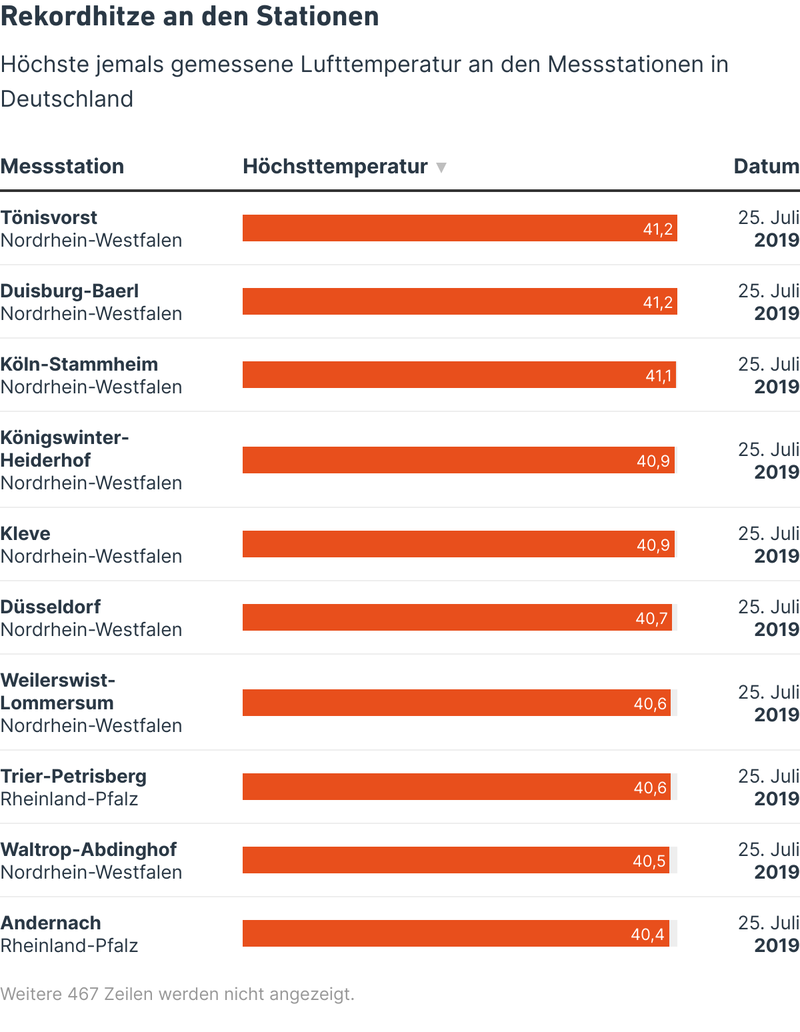 Rekordhitze an den Stationen
Höchste jemals gemessene Lufttemperatur an den Messstationen in
Deutschland
Messstation Höchsttemperatur ▼ Datum
Tönisvorst
Nordrhein-Westfalen
41,2
25. Juli
2019
Duisburg-Baerl
Nordrhein-Westfalen
41,2
25. Juli
2019
Köln-Stammheim
Nordrhein-Westfalen
41,1
25. Juli
2019
Königswinter-
Heiderhof
Nordrhein-Westfalen
40,9
25. Juli
2019
Kleve
Nordrhein-Westfalen
40,9
25. Juli
2019
Düsseldorf
Nordrhein-Westfalen
40,7
25. Juli
2019
Weilerswist-
Lommersum
Nordrhein-Westfalen
40,6
25. Juli
2019
Trier-Petrisberg
Rheinland-Pfalz
40,6
25. Juli
2019
Waltrop-Abdinghof
Nordrhein-Westfalen
40,5
25. Juli
2019
Andernach
Rheinland-Pfalz
40,4
25. Juli
2019
Weitere 467 Zeilen werden nicht angezeigt.